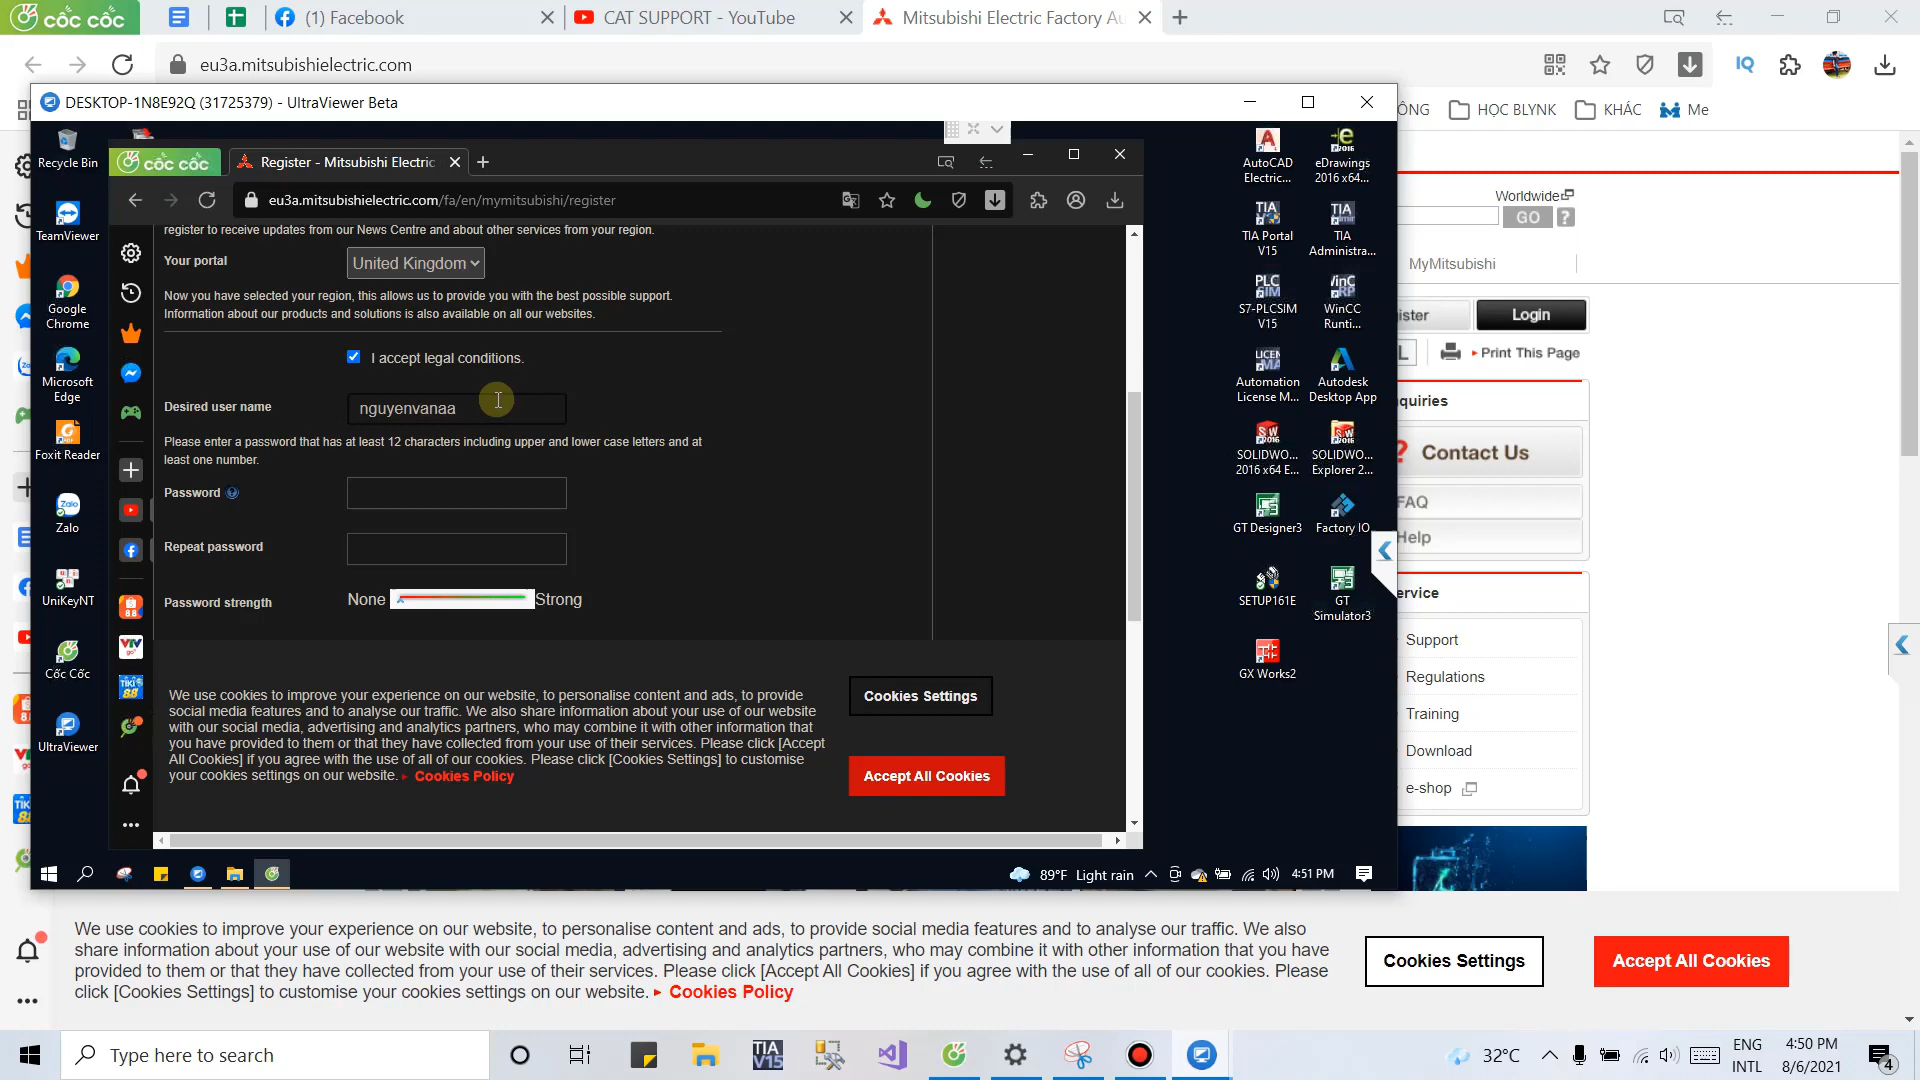 cốc cốc
(1) Facebook
CAT SUPPORT - YouTube
Mitsubishi Electric Factory Au
eu3a.mitsubishielectric.com
IQ
HỌC BLYNK
KHÁC
Me
DESKTOP-1N8E92Q (31725379) - UltraViewer Beta
Recycle Bin
TeamViewer
Google Chrome
Microsoft Edge
Foxit Reader
Zalo
UniKeyNT
Cốc Cốc
UltraViewer
cốc cốc
Register - Mitsubishi Electric
eu3a.mitsubishielectric.com/fa/en/mymitsubishi/register
register to receive updates from our News Centre and about other services from your region.
Your portal
United Kingdom
Now you have selected your region, this allows us to provide you with the best possible support.
Information about our products and solutions is also available on all our websites.
I accept legal conditions.
Desired user name
nguyenvanaa
Please enter a password that has at least 12 characters including upper and lower case letters and at
least one number.
Password
Repeat password
Password strength
None
Strong
We use cookies to improve your experience on our website, to personalise content and ads, to provide
social media features and to analyse our traffic. We also share information about your use of our website
with our social media, advertising and analytics partners, who may combine it with other information that
you have provided to them or that they have collected from your use of their services. Please click [Accept
All Cookies] if you agree with the use of all of our cookies. Please click [Cookies Settings] to customise
your cookies settings on our website. Cookies Policy
Cookies Settings
Accept All Cookies
AutoCAD Electric...
eDrawings 2016 x64...
TIA Portal V15
TIA Administra...
S7-PLCSIM V15
WinCC Runti...
Automation License M...
Autodesk Desktop App
SOLIDWO... 2016 x64 E...
SOLIDWO... Explorer 2...
GT Designer3
Factory IO
SETUP161E
GT Simulator3
GX Works2
89°F Light rain
4:51 PM
Worldwide
GO
?
MyMitsubishi
ister
Login
L
Print This Page
quiries
Contact Us
FAQ
Help
ervice
Support
Regulations
Training
Download
e-shop
We use cookies to improve your experience on our website, to personalise content and ads, to provide social media features and to analyse our traffic. We also
share information about your use of our website with our social media, advertising and analytics partners, who may combine it with other information that you have
provided to them or that they have collected from your use of their services. Please click [Accept All Cookies] if you agree with the use of all of our cookies. Please
click [Cookies Settings] to customise your cookies settings on our website. Cookies Policy
Cookies Settings
Accept All Cookies
Type here to search
32°C
ENG
INTL
4:50 PM
8/6/2021
4